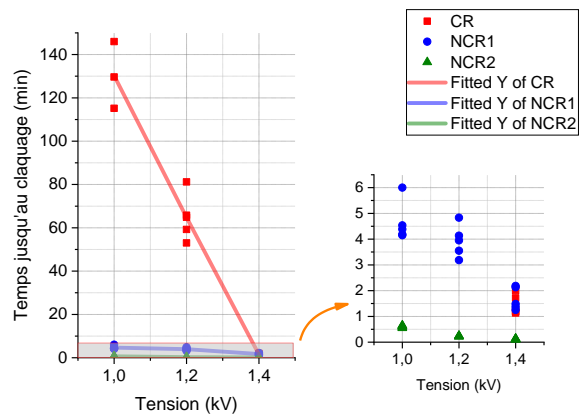 CR
NCR1
NCR2
Fitted Y of CR
Fitted Y of NCR1
Fitted Y of NCR2
Temps jusqu'au claquage (min)
140
120
100
80
60
40
20
0
1,0
1,2
1,4
Tension (kV)
6
5
4
3
2
1
0
1,0
1,2
1,4
Tension (kV)